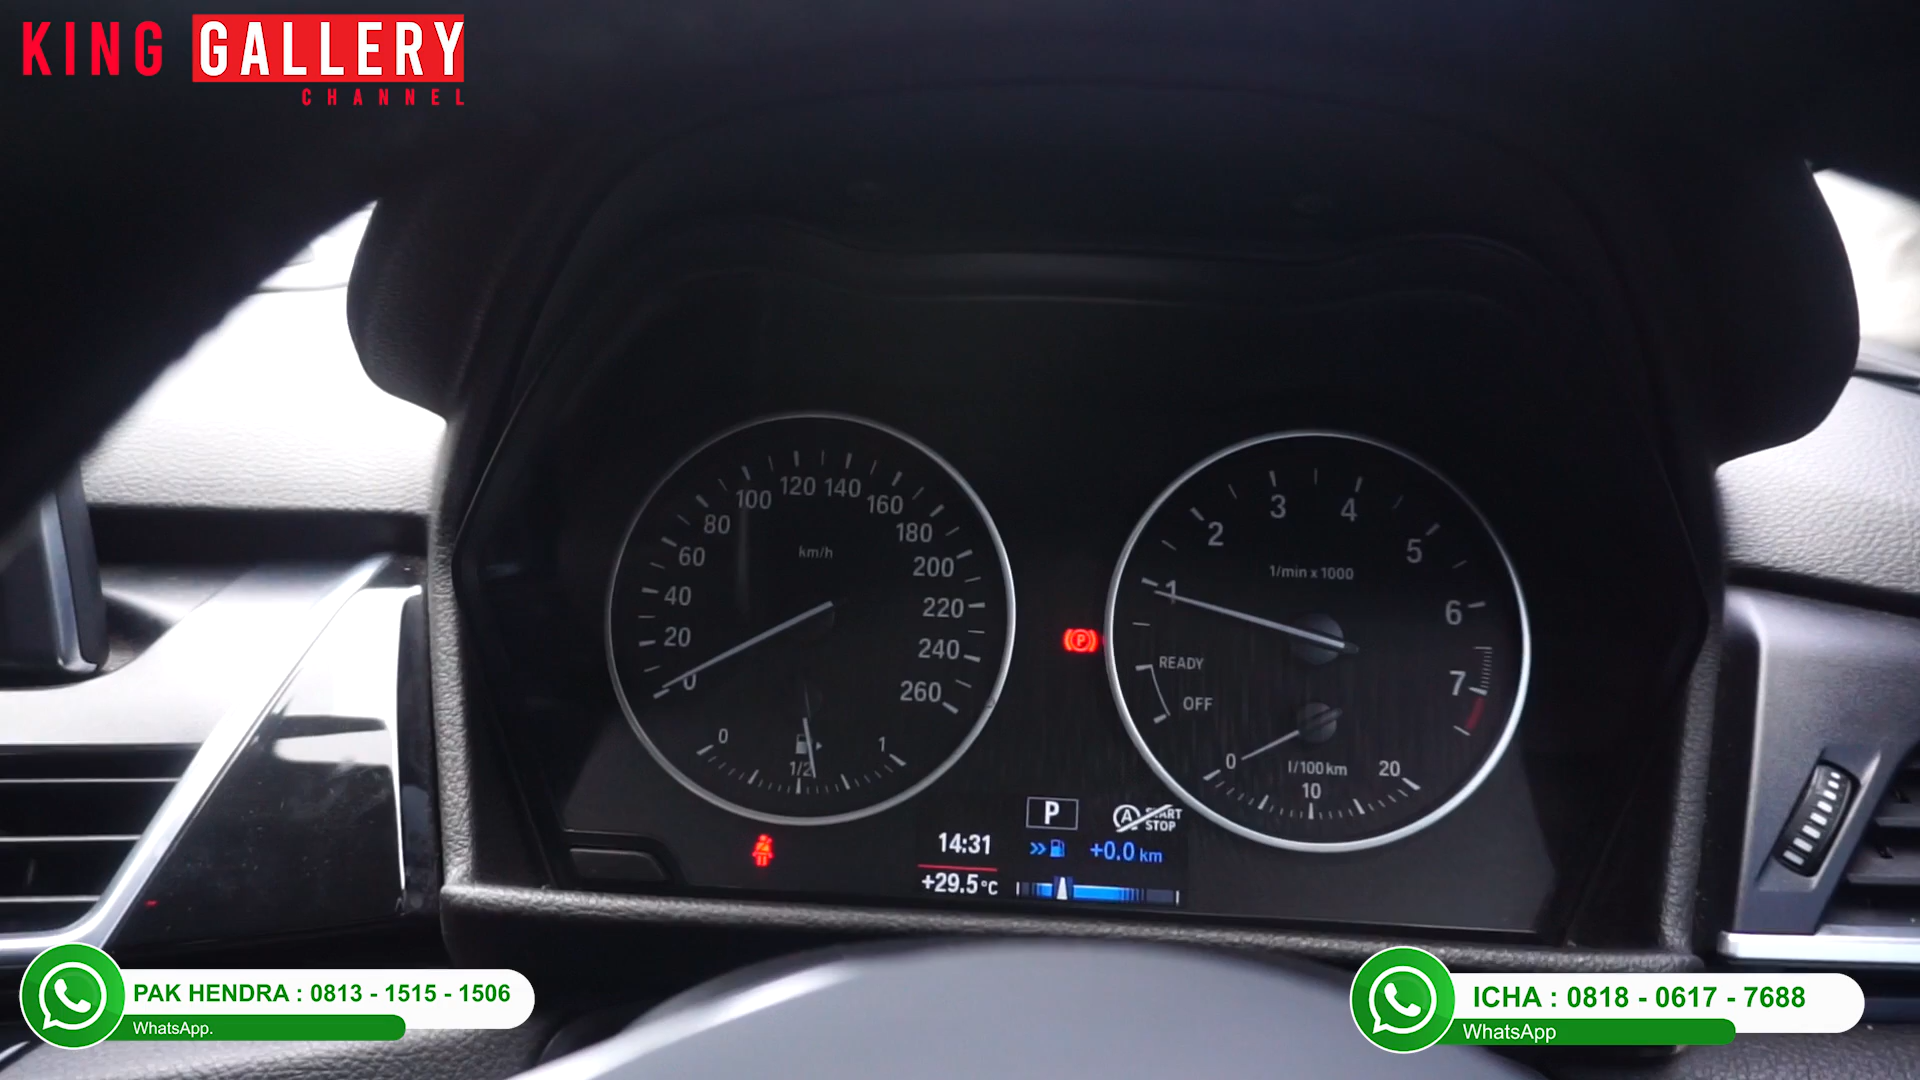 KING GALLERY
CHANNEL
0 20 40 60 80 100 120 140 160 180 200 220 240 260
km/h
0 1/2 1
1 2 3 4 5 6 7
1/min x 1000
READY
OFF
0 10 20
l/100 km
(P)
P
A START
STOP
14:31
+0.0 km
+29.5°C
PAK HENDRA : 0813 - 1515 - 1506
WhatsApp.
ICHA : 0818 - 0617 - 7688
WhatsApp